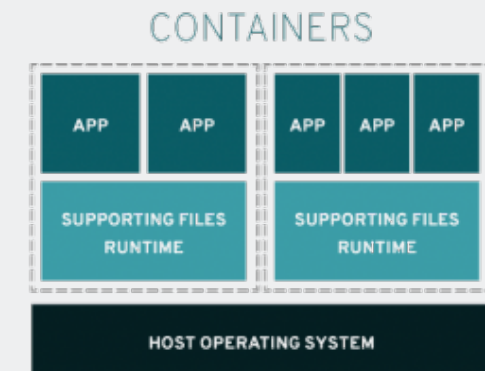 CONTAINERS
APP APP APP APP APP
SUPPORTING FILES
RUNTIME
SUPPORTING FILES
RUNTIME
HOST OPERATING SYSTEM